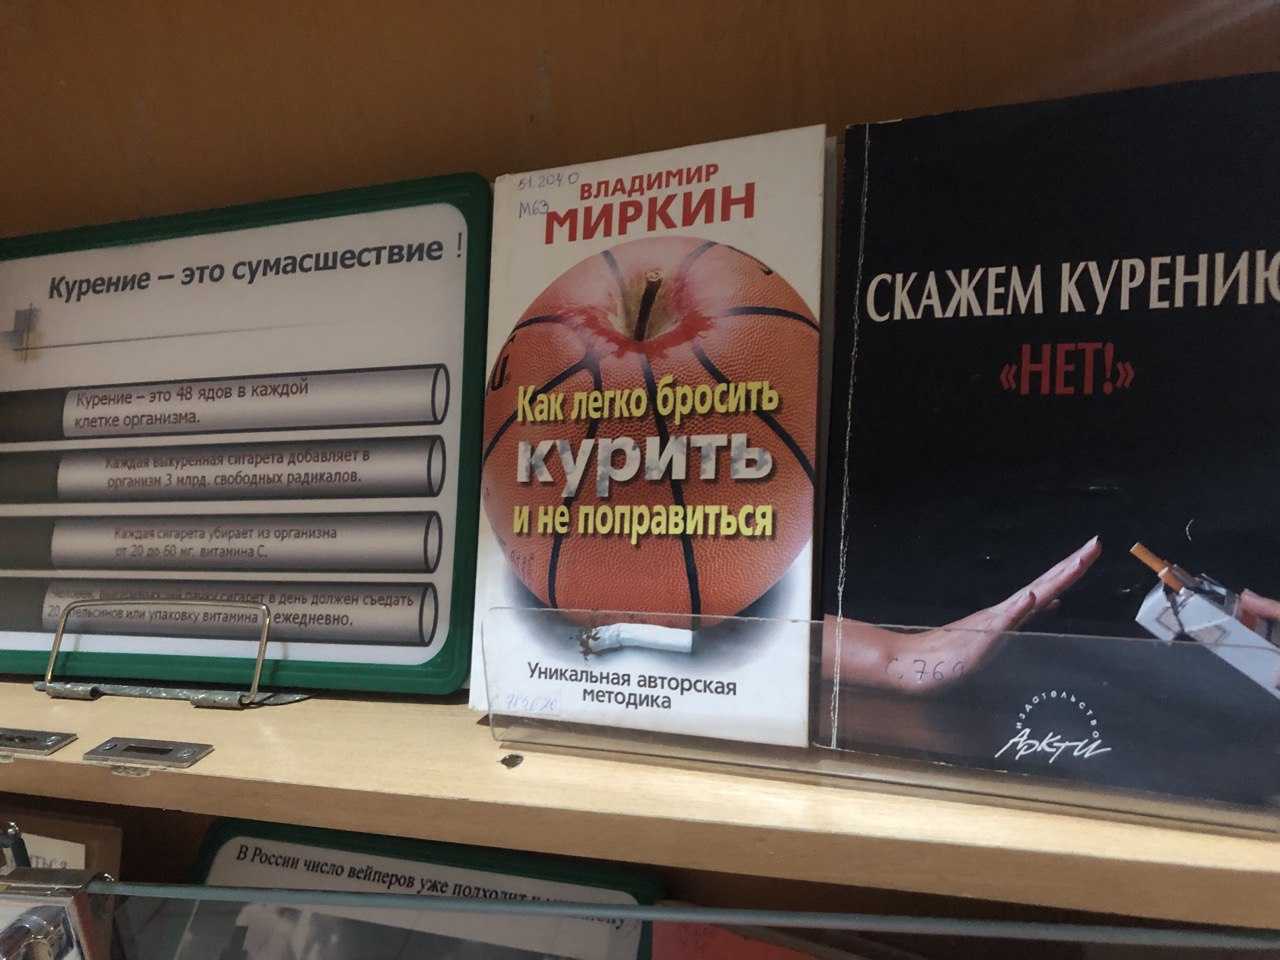 Курение – это сумасшествие !
Курение – это 48 ядов в каждой
клетке организма.
Каждая выкуренная сигарета добавляет в
организм 3 млрд. свободных радикалов.
Каждая сигарета убирает из организма
от 20 до 60 мг. витамина С.
сигарет в день должен съедать
или упаковку витамина ежедневно.
51.204.0
М63
ВЛАДИМИР
МИРКИН
Как легко бросить
курить
и не поправиться
Уникальная авторская
методика
СКАЖЕМ КУРЕНИЮ
«НЕТ!»
С 769
ИЗДАТЕЛЬСТВО
АРКТИ
В России число вейперов уже подходит к